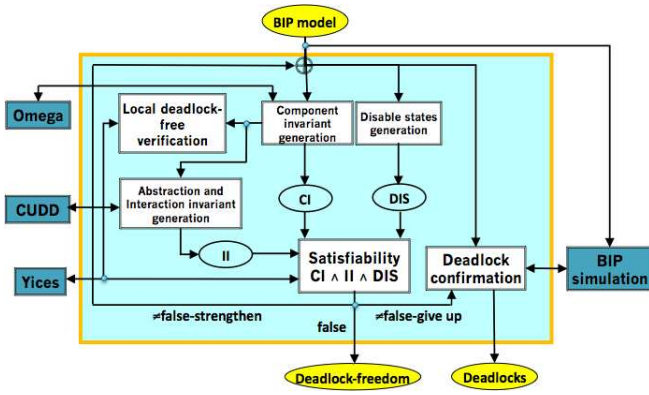 BIP model
Omega
Local deadlock-
free
verification
Component
invariant
generation
Disable states
generation
CUDD
Abstraction and
Interaction invariant
generation
CI
DIS
II
Yices
Satisfiability
CI ∧ II ∧ DIS
Deadlock
confirmation
BIP
simulation
≠false-strengthen
≠false-give up
false
Deadlock-freedom
Deadlocks